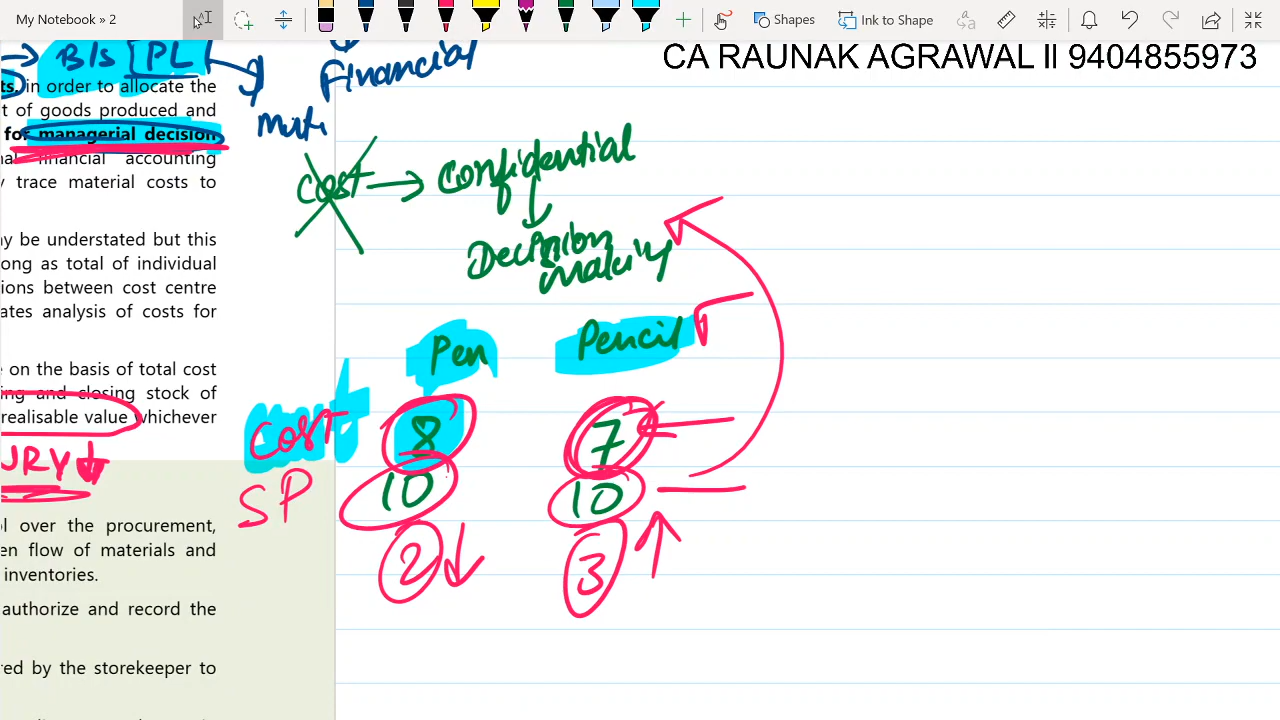 My Notebook » 2
Shapes
Ink to Shape
CA RAUNAK AGRAWAL II 9404855973
B/s PL
Financial
ts, in order to allocate the
t of goods produced and
for managerial decision
nal financial accounting
y trace material costs to
cost → Confidential
Decision
making
ay be understated but this
ong as total of individual
ions between cost centre
ates analysis of costs for
e on the basis of total cost
ing and closing stock of
realisable value whichever
Pen Pencil
cost 8 7
SP 10 10
2 3
ol over the procurement,
en flow of materials and
inventories.
authorize and record the
red by the storekeeper to